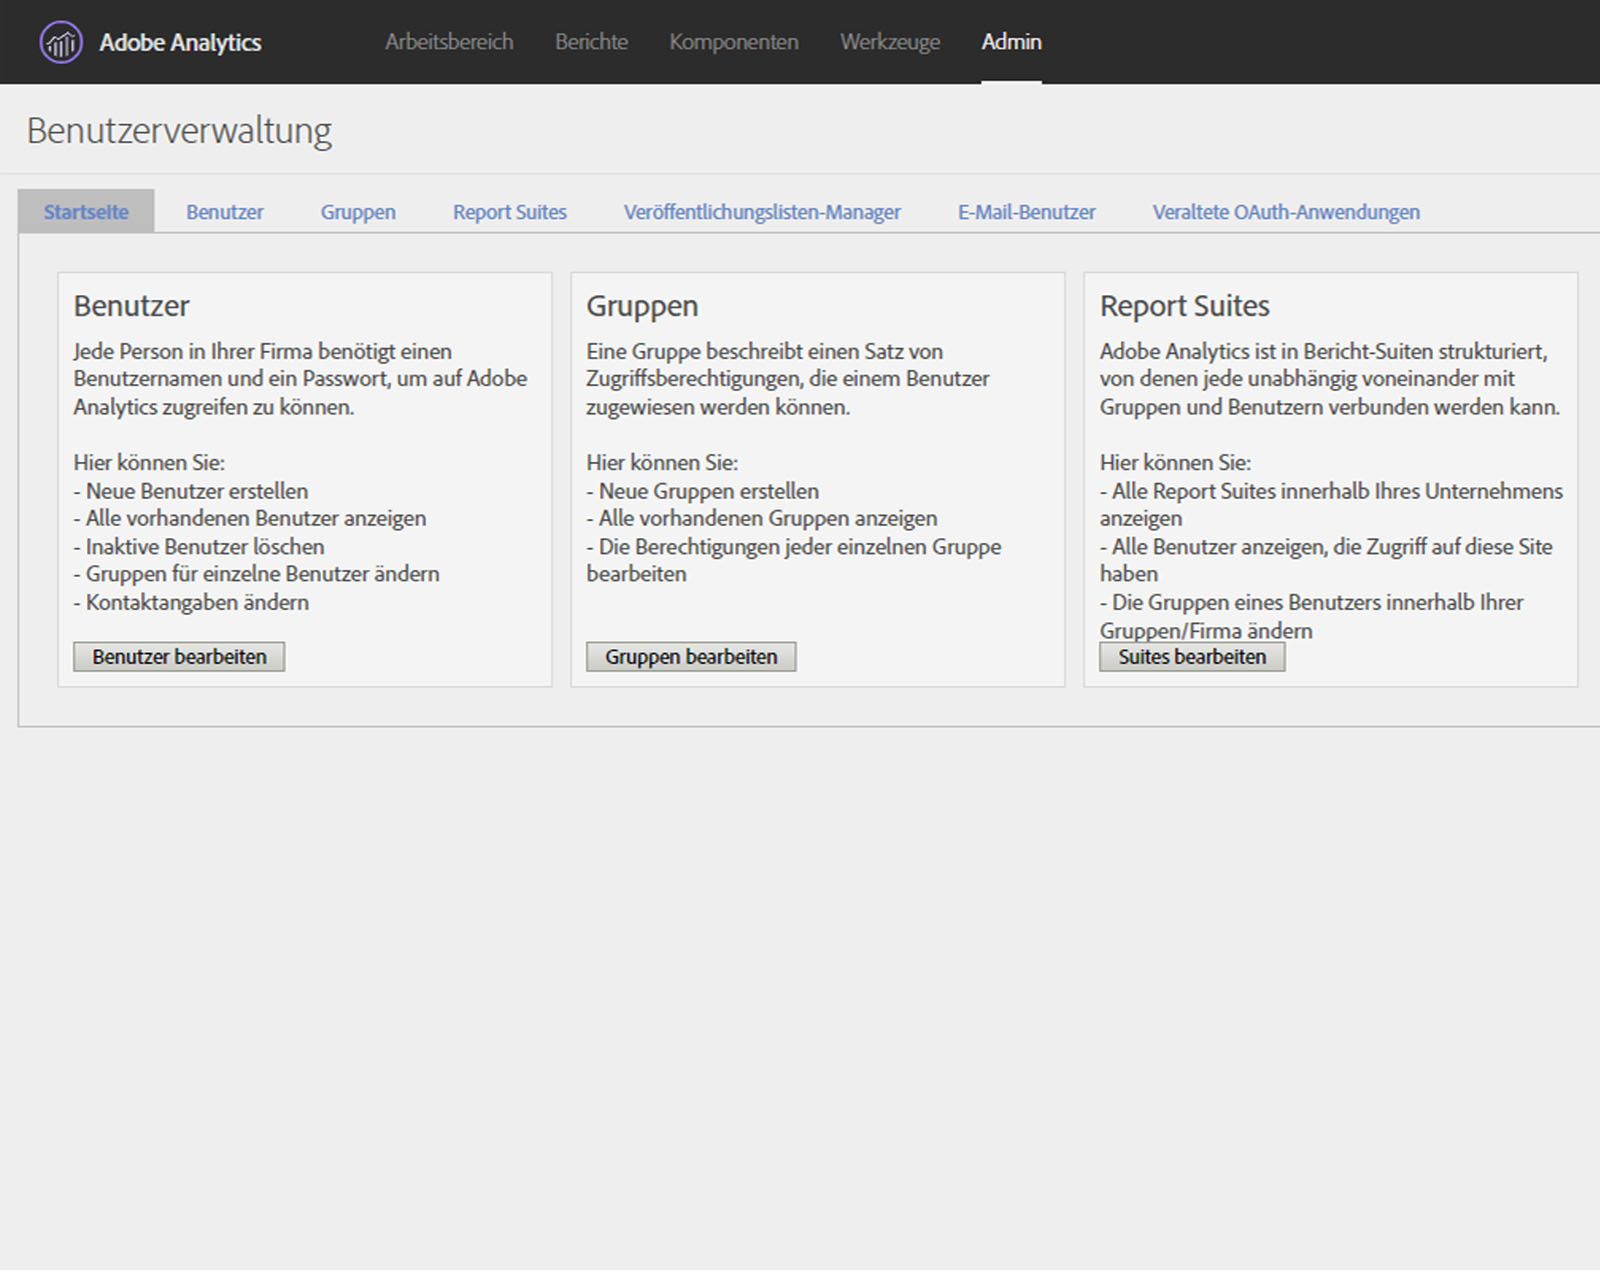 Adobe Analytics
Arbeitsbereich
Berichte
Komponenten
Werkzeuge
Admin
Benutzerverwaltung
Startseite
Benutzer
Gruppen
Report Suites
Veröffentlichungslisten-Manager
E-Mail-Benutzer
Veraltete OAuth-Anwendungen
Benutzer
Jede Person in Ihrer Firma benötigt einen
Benutzernamen und ein Passwort, um auf Adobe
Analytics zugreifen zu können.
Hier können Sie:
- Neue Benutzer erstellen
- Alle vorhandenen Benutzer anzeigen
- Inaktive Benutzer löschen
- Gruppen für einzelne Benutzer ändern
- Kontaktangaben ändern
Benutzer bearbeiten
Gruppen
Eine Gruppe beschreibt einen Satz von
Zugriffsberechtigungen, die einem Benutzer
zugewiesen werden können.
Hier können Sie:
- Neue Gruppen erstellen
- Alle vorhandenen Gruppen anzeigen
- Die Berechtigungen jeder einzelnen Gruppe
bearbeiten
Gruppen bearbeiten
Report Suites
Adobe Analytics ist in Bericht-Suiten strukturiert,
von denen jede unabhängig voneinander mit
Gruppen und Benutzern verbunden werden kann.
Hier können Sie:
- Alle Report Suites innerhalb Ihres Unternehmens
anzeigen
- Alle Benutzer anzeigen, die Zugriff auf diese Site
haben
- Die Gruppen eines Benutzers innerhalb Ihrer
Gruppen/Firma ändern
Suites bearbeiten